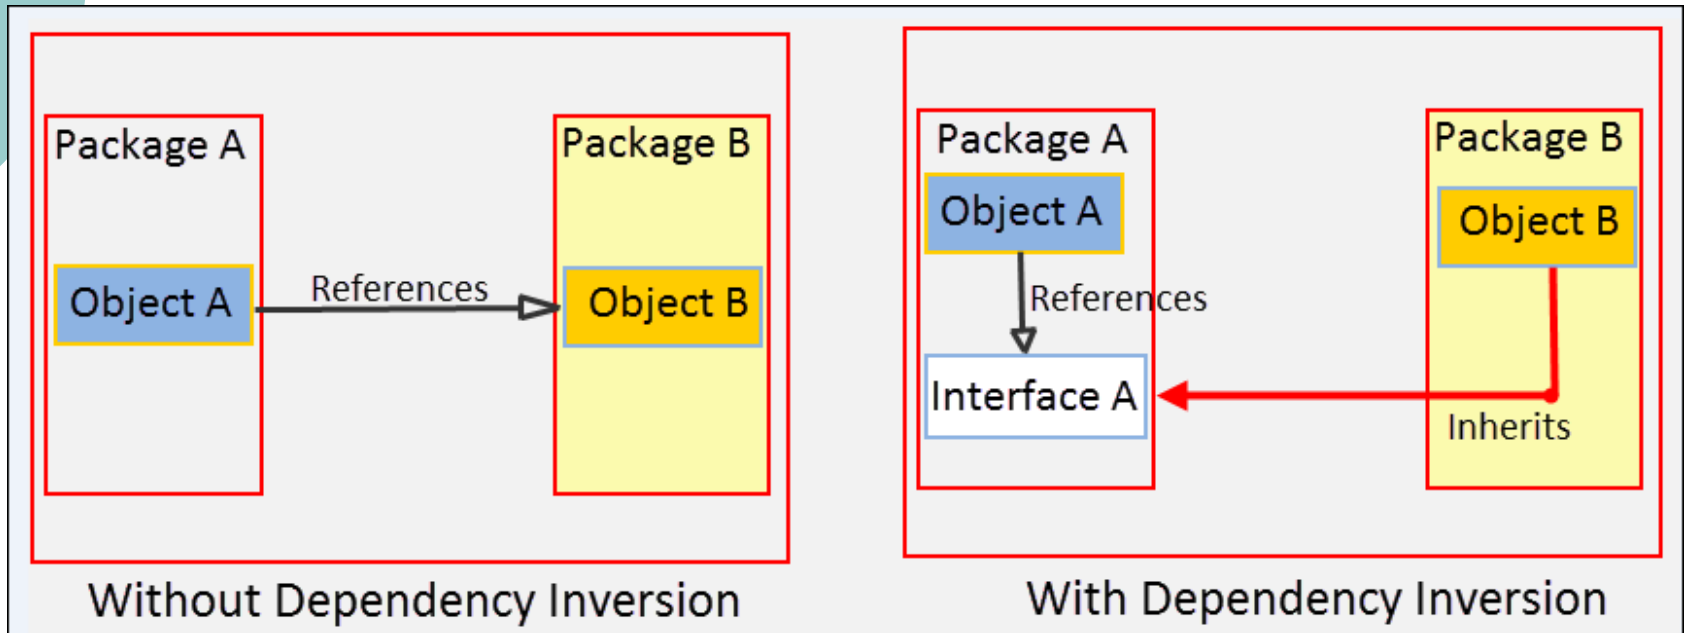 Package A
Package B
Object A
References
Object B
Without Dependency Inversion
Package A
Package B
Object A
Object B
References
Interface A
Inherits
With Dependency Inversion